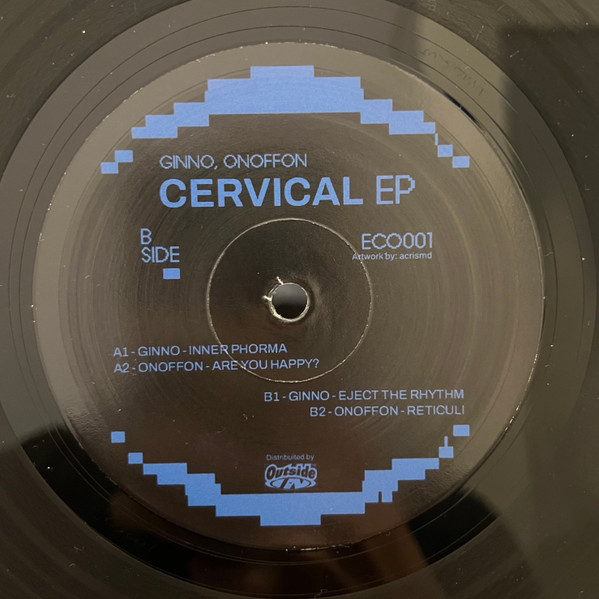 GINNO, ONOFFON
CERVICAL EP
B
SIDE
ECO001
Artwork by: acrismd
A1 - GINNO - INNER PHORMA
A2 - ONOFFON - ARE YOU HAPPY?
B1 - GINNO - EJECT THE RHYTHM
B2 - ONOFFON - RETICULI
Distributed by
Outside